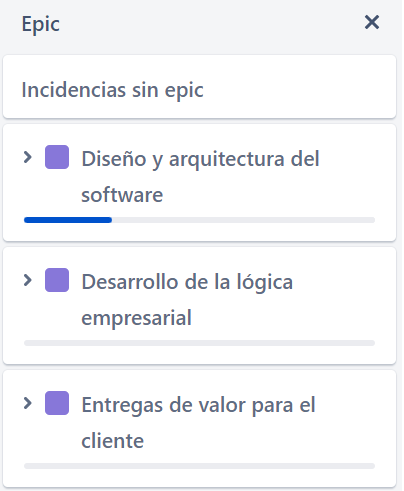 Epic
Incidencias sin epic
Diseño y arquitectura del
software
Desarrollo de la lógica
empresarial
Entregas de valor para el
cliente